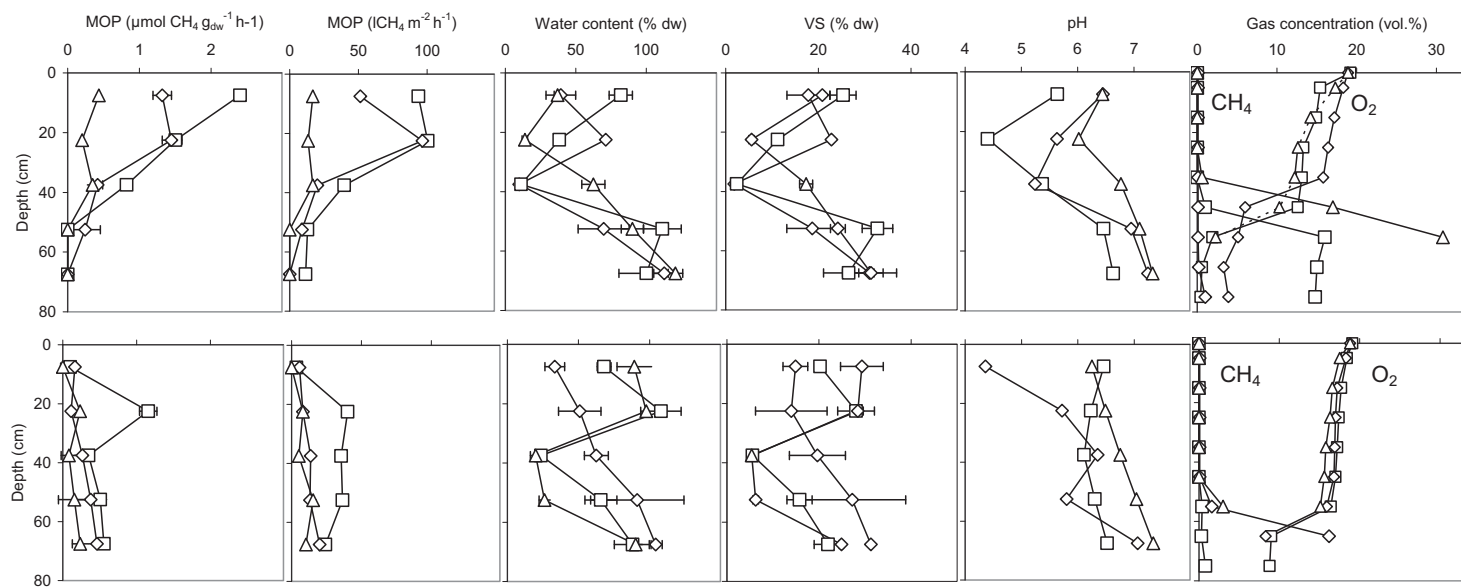 MOP (µmol CH4 gdw-1 h-1)
MOP (lCH4 m-2 h-1)
Water content (% dw)
VS (% dw)
pH
Gas concentration (vol.%)
0 1 2
0 50 100
0 50 100
0 20 40
4 5 6 7
0 10 20 30
0
20
40
60
80
Depth (cm)
CH4
O2
0
20
40
60
80
Depth (cm)
CH4
O2